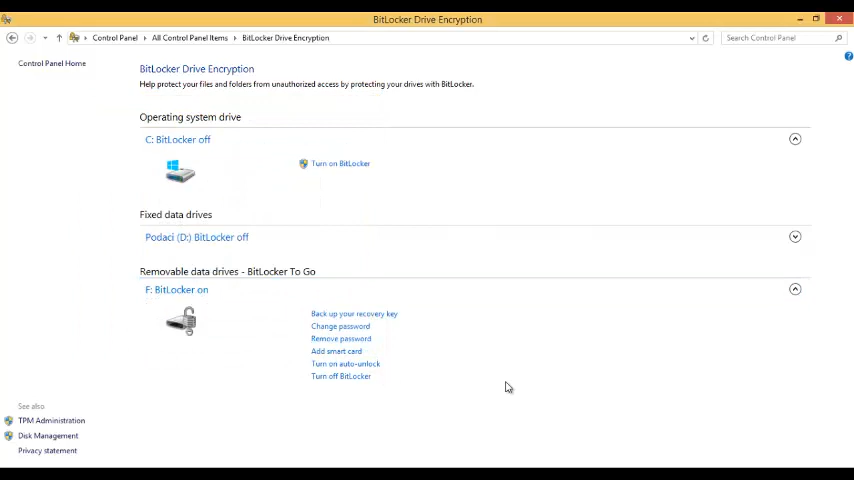 BitLocker Drive Encryption
Control Panel All Control Panel Items BitLocker Drive Encryption Search Control Panel
Control Panel Home
BitLocker Drive Encryption
Help protect your files and folders from unauthorized access by protecting your drives with BitLocker.
Operating system drive
C: BitLocker off
Turn on BitLocker
Fixed data drives
Podaci (D:) BitLocker off
Removable data drives - BitLocker To Go
F: BitLocker on
Back up your recovery key
Change password
Remove password
Add smart card
Turn on auto-unlock
Turn off BitLocker
See also
TPM Administration
Disk Management
Privacy statement